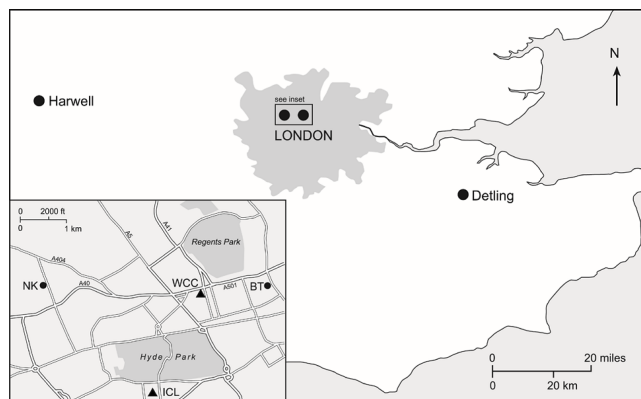 Harwell
see inset
LONDON
N
Detling
0 2000 ft
0 1 km
A5
A41
Regents Park
A404
NK
A40
WCC
A501
BT
Hyde Park
ICL
0 20 miles
0 20 km